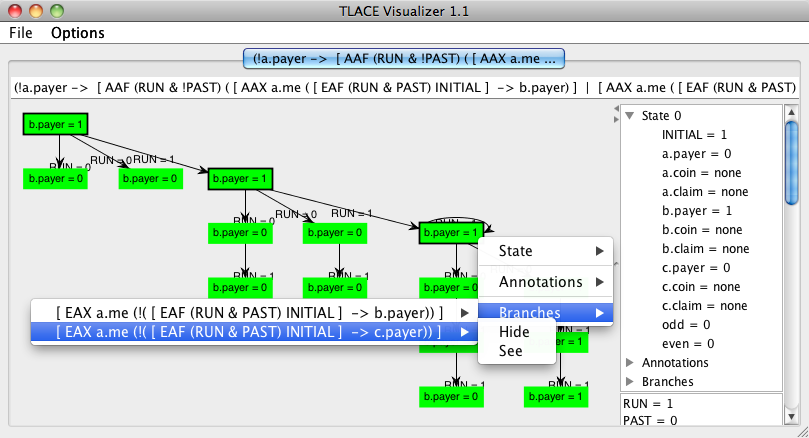 TLACE Visualizer 1.1
File Options
(!a.payer -> [ AAF (RUN & !PAST) ( [ AAX a.me ...
(!a.payer -> [ AAF (RUN & !PAST) ( [ AAX a.me ( [ EAF (RUN & PAST) INITIAL ] -> b.payer) ] | [ AAX a.me ( [ EAF (RUN & PAST)
b.payer = 1
RUN = 0 RUN = 0 RUN = 1
b.payer = 0 b.payer = 0 b.payer = 1
RUN = 0 RUN = 0 RUN = 1
b.payer = 0 b.payer = 0 b.payer = 1
RUN = 1 RUN = 1
b.payer = 0 b.payer = 1
RUN = 1 RUN = 1
b.payer = 0 b.payer = 1
State
Annotations
Branches
[ EAX a.me (!( [ EAF (RUN & PAST) INITIAL ] -> b.payer)) ]
[ EAX a.me (!( [ EAF (RUN & PAST) INITIAL ] -> c.payer)) ]
Hide
See
State 0
INITIAL = 1
a.payer = 0
a.coin = none
a.claim = none
b.payer = 1
b.coin = none
b.claim = none
c.payer = 0
c.coin = none
c.claim = none
odd = 0
even = 0
Annotations
Branches
RUN = 1
PAST = 0